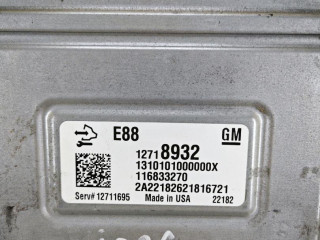 E88 GM
12718932
1310101000000X
116833270
2A22182621816721
Serv# 12711695 Made in USA 22182